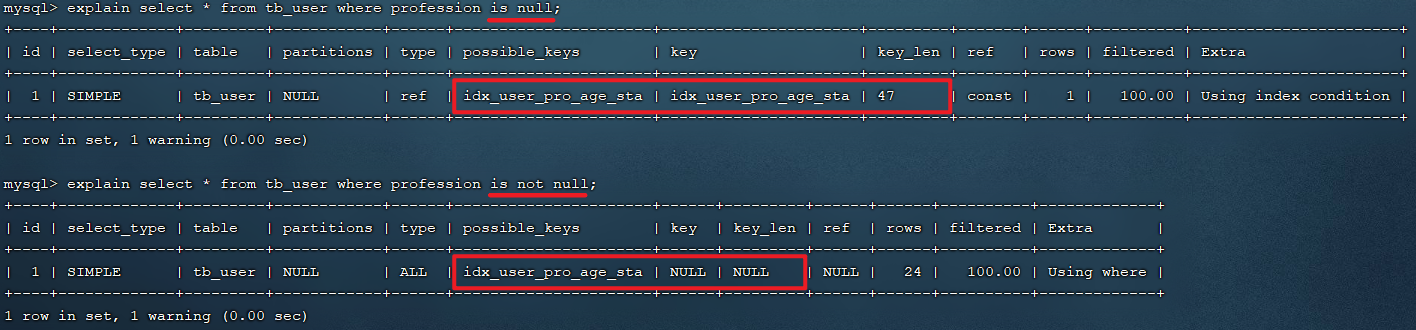 mysql> explain select * from tb_user where profession is null;
+----+-------------+---------+------------+------+----------------------+----------------------+---------+-------+------+----------+-----------------------+
| id | select_type | table   | partitions | type | possible_keys        | key                  | key_len | ref   | rows | filtered | Extra                 |
+----+-------------+---------+------------+------+----------------------+----------------------+---------+-------+------+----------+-----------------------+
|  1 | SIMPLE      | tb_user | NULL       | ref  | idx_user_pro_age_sta | idx_user_pro_age_sta | 47      | const |    1 |   100.00 | Using index condition |
+----+-------------+---------+------------+------+----------------------+----------------------+---------+-------+------+----------+-----------------------+
1 row in set, 1 warning (0.00 sec)
mysql> explain select * from tb_user where profession is not null;
+----+-------------+---------+------------+------+----------------------+------+---------+------+------+----------+-------------+
| id | select_type | table   | partitions | type | possible_keys        | key  | key_len | ref  | rows | filtered | Extra       |
+----+-------------+---------+------------+------+----------------------+------+---------+------+------+----------+-------------+
|  1 | SIMPLE      | tb_user | NULL       | ALL  | idx_user_pro_age_sta | NULL | NULL    | NULL |   24 |   100.00 | Using where |
+----+-------------+---------+------------+------+----------------------+------+---------+------+------+----------+-------------+
1 row in set, 1 warning (0.00 sec)